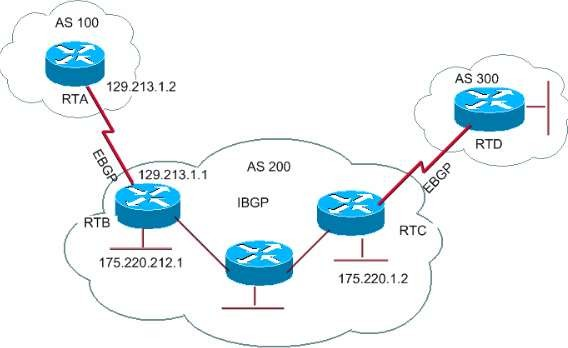 AS 100
129.213.1.2
RTA
AS 300
RTD
EBGP
EBGP
AS 200
129.213.1.1
IBGP
RTB
RTC
175.220.212.1
175.220.1.2